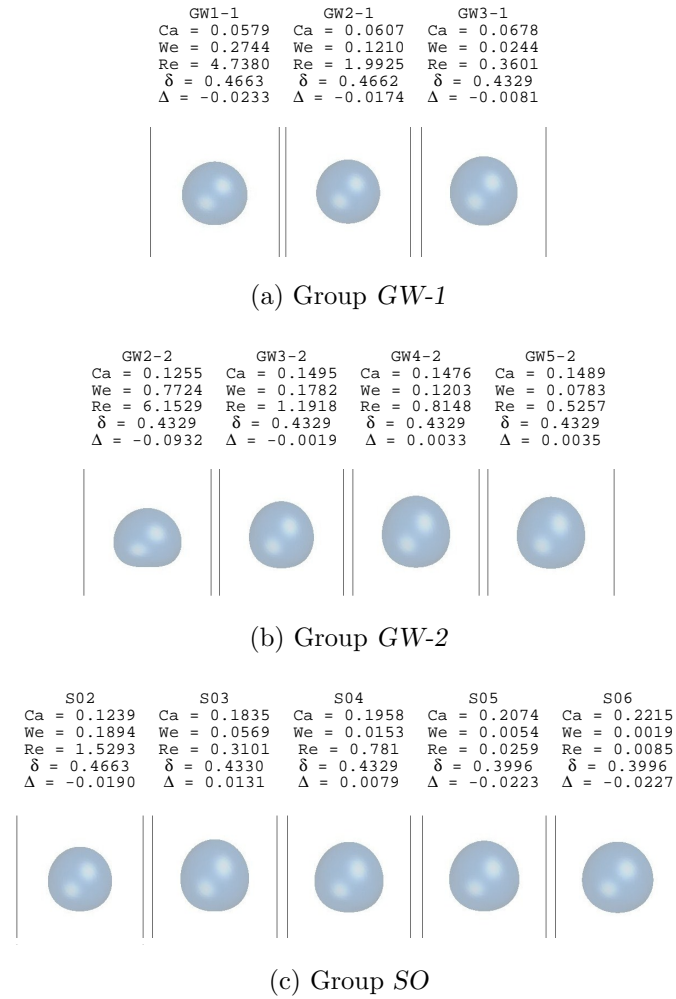 GW1-1 GW2-1 GW3-1
Ca = 0.0579 Ca = 0.0607 Ca = 0.0678
We = 0.2744 We = 0.1210 We = 0.0244
Re = 4.7380 Re = 1.9925 Re = 0.3601
δ = 0.4663 δ = 0.4662 δ = 0.4329
Δ = -0.0233 Δ = -0.0174 Δ = -0.0081
(a) Group GW-1
GW2-2 GW3-2 GW4-2 GW5-2
Ca = 0.1255 Ca = 0.1495 Ca = 0.1476 Ca = 0.1489
We = 0.7724 We = 0.1782 We = 0.1203 We = 0.0783
Re = 6.1529 Re = 1.1918 Re = 0.8148 Re = 0.5257
δ = 0.4329 δ = 0.4329 δ = 0.4329 δ = 0.4329
Δ = -0.0932 Δ = -0.0019 Δ = 0.0033 Δ = 0.0035
(b) Group GW-2
S02 S03 S04 S05 S06
Ca = 0.1239 Ca = 0.1835 Ca = 0.1958 Ca = 0.2074 Ca = 0.2215
We = 0.1894 We = 0.0569 We = 0.0153 We = 0.0054 We = 0.0019
Re = 1.5293 Re = 0.3101 Re = 0.781 Re = 0.0259 Re = 0.0085
δ = 0.4663 δ = 0.4330 δ = 0.4329 δ = 0.3996 δ = 0.3996
Δ = -0.0190 Δ = 0.0131 Δ = 0.0079 Δ = -0.0223 Δ = -0.0227
(c) Group SO